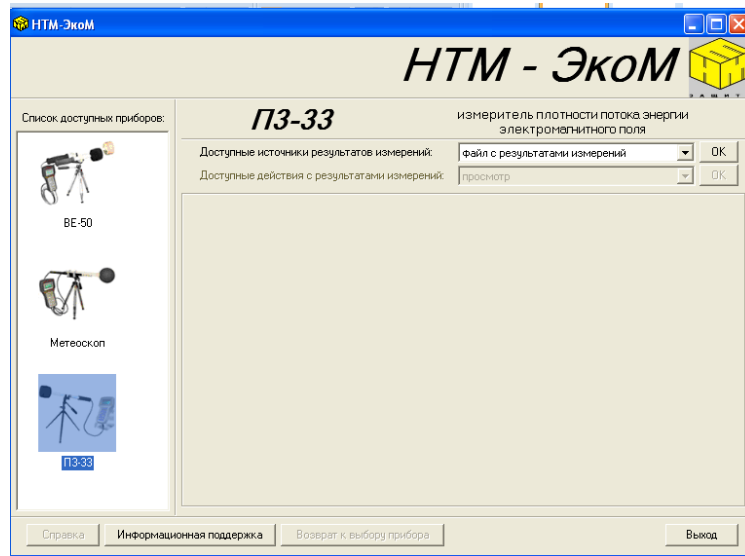 НТМ-ЭкоМ
НТМ - ЭкоМ
ЗАЩИТ
Список доступных приборов:
ВЕ-50
Метеоскоп
ПЗ-33
ПЗ-33
измеритель плотности потока энергии
электромагнитного поля
Доступные источники результатов измерений:
файл с результатами измерений
OK
Доступные действия с результатами измерений:
просмотр
OK
Справка
Информационная поддержка
Возврат к выбору прибора
Выход